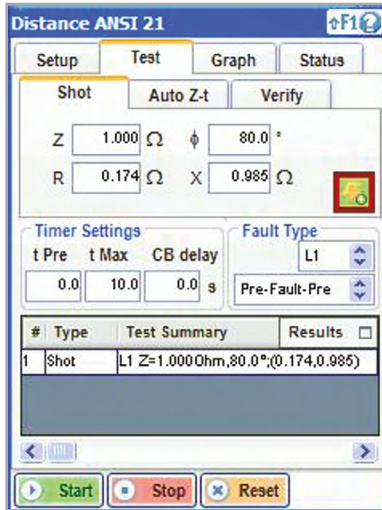 Distance ANSI 21 F1
Setup Test Graph Status
Shot Auto Z-t Verify
Z 1.000 Ω ϕ 80.0 °
R 0.174 Ω X 0.985 Ω
Timer Settings Fault Type
t Pre t Max CB delay L1
0.0 10.0 0.0 s Pre-Fault-Pre
# Type Test Summary Results
1 Shot L1 Z=1.000Ohm,80.0°;(0.174,0.985)
Start Stop Reset